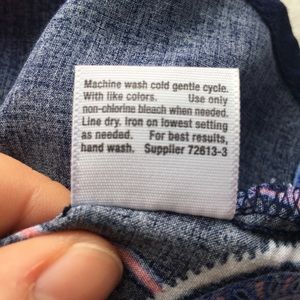 Machine wash cold gentle cycle.
With like colors. Use only
non-chlorine bleach when needed.
Line dry. Iron on lowest setting
as needed. For best results,
hand wash. Supplier 72613-3